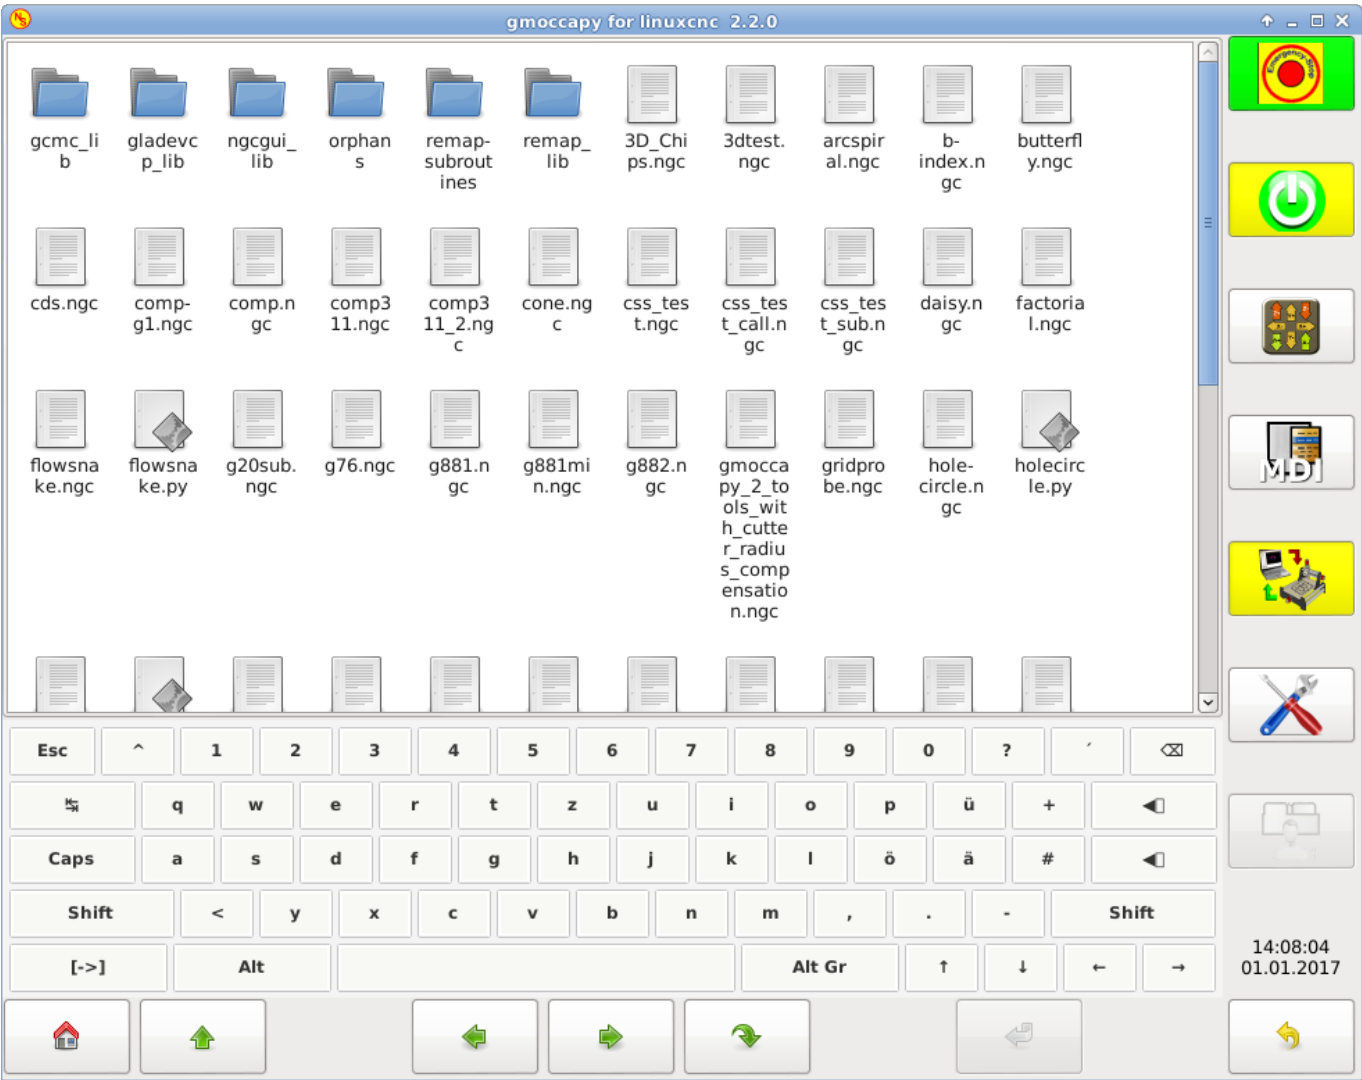 gmoccapy for linuxcnc 2.2.0
Emergency-Stop
gcmc_li
b
gladevc
p_lib
ngcgui_
lib
orphan
s
remap-
subrout
ines
remap_
lib
3D_Chi
ps.ngc
3dtest.
ngc
arcspir
al.ngc
b-
index.n
gc
butterfl
y.ngc
cds.ngc
comp-
g1.ngc
comp.n
gc
comp3
11.ngc
comp3
11_2.ng
c
cone.ng
c
css_tes
t.ngc
css_tes
t_call.n
gc
css_tes
t_sub.n
gc
daisy.n
gc
factoria
l.ngc
MDI
flowsna
ke.ngc
flowsna
ke.py
g20sub.
ngc
g76.ngc
g881.n
gc
g881mi
n.ngc
g882.n
gc
gmocca
py_2_to
ols_wit
h_cutte
r_radiu
s_comp
ensatio
n.ngc
gridpro
be.ngc
hole-
circle.n
gc
holecirc
le.py
Esc ^ 1 2 3 4 5 6 7 8 9 0 ? ´ ⌫
↹ q w e r t z u i o p ü +
Caps a s d f g h j k l ö ä #
Shift < y x c v b n m , . - Shift
[->] Alt Alt Gr ↑ ↓ ← →
14:08:04
01.01.2017